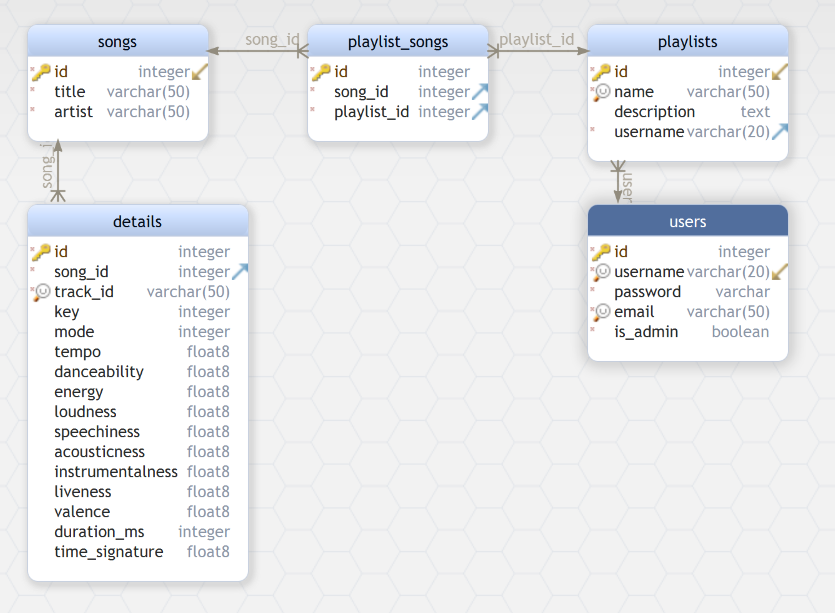 songs
id integer
title varchar(50)
artist varchar(50)
song_id
playlist_songs
id integer
song_id integer
playlist_id integer
playlist_id
playlists
id integer
name varchar(50)
description text
username varchar(20)
song_i
details
id integer
song_id integer
track_id varchar(50)
key integer
mode integer
tempo float8
danceability float8
energy float8
loudness float8
speechiness float8
acousticness float8
instrumentalness float8
liveness float8
valence float8
duration_ms integer
time_signature float8
user
users
id integer
username varchar(20)
password varchar
email varchar(50)
is_admin boolean